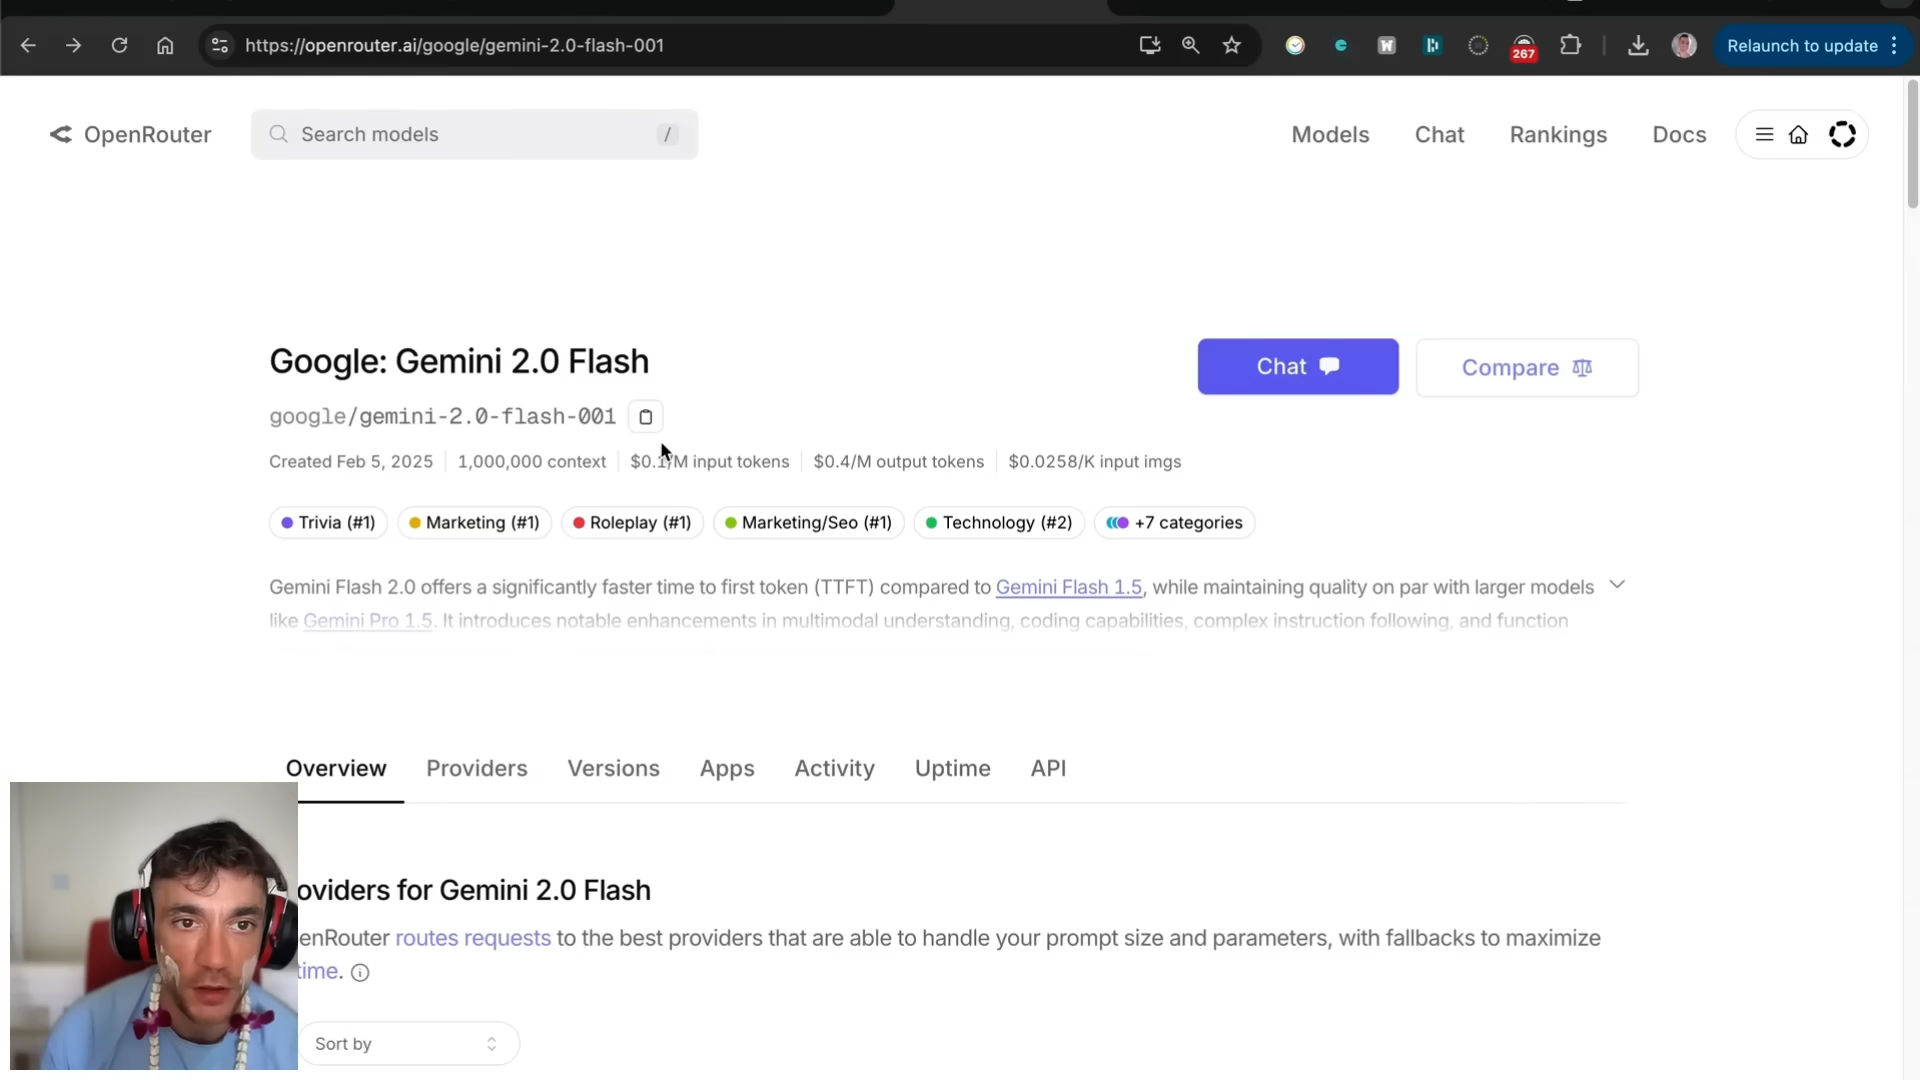 https://openrouter.ai/google/gemini-2.0-flash-001
W
267
Relaunch to update
OpenRouter
Search models
/
Models
Chat
Rankings
Docs
Google: Gemini 2.0 Flash
Chat
Compare
google/gemini-2.0-flash-001
Created Feb 5, 2025
1,000,000 context
$0.1/M input tokens
$0.4/M output tokens
$0.0258/K input imgs
Trivia (#1)
Marketing (#1)
Roleplay (#1)
Marketing/Seo (#1)
Technology (#2)
+7 categories
Gemini Flash 2.0 offers a significantly faster time to first token (TTFT) compared to Gemini Flash 1.5, while maintaining quality on par with larger models
like Gemini Pro 1.5. It introduces notable enhancements in multimodal understanding, coding capabilities, complex instruction following, and function
Overview
Providers
Versions
Apps
Activity
Uptime
API
oviders for Gemini 2.0 Flash
enRouter routes requests to the best providers that are able to handle your prompt size and parameters, with fallbacks to maximize
time.
Sort by